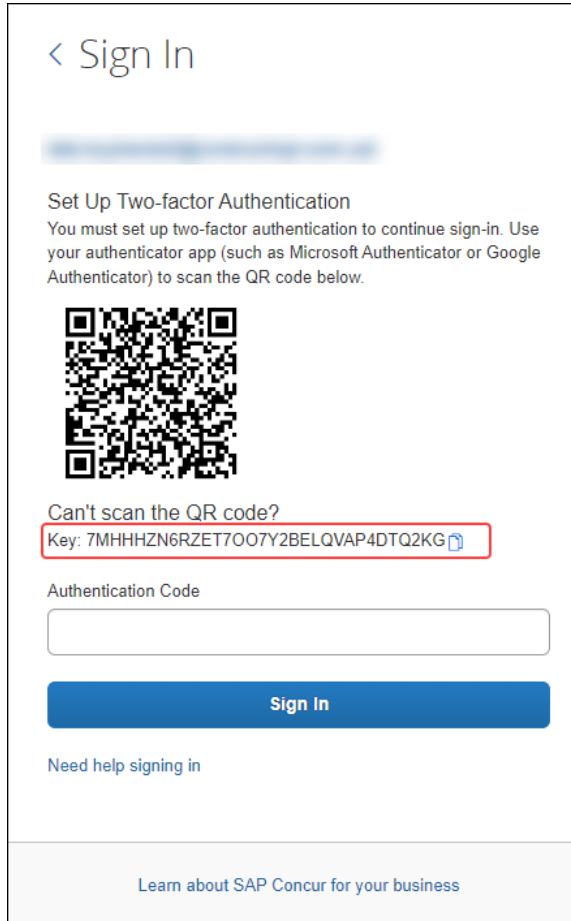 Sign In
Set Up Two-factor Authentication
You must set up two-factor authentication to continue sign-in. Use
your authenticator app (such as Microsoft Authenticator or Google
Authenticator) to scan the QR code below.
Can't scan the QR code?
Key: 7MHHHZN6RZET7OO7Y2BELQVAP4DTQ2KG
Authentication Code
Sign In
Need help signing in
Learn about SAP Concur for your business